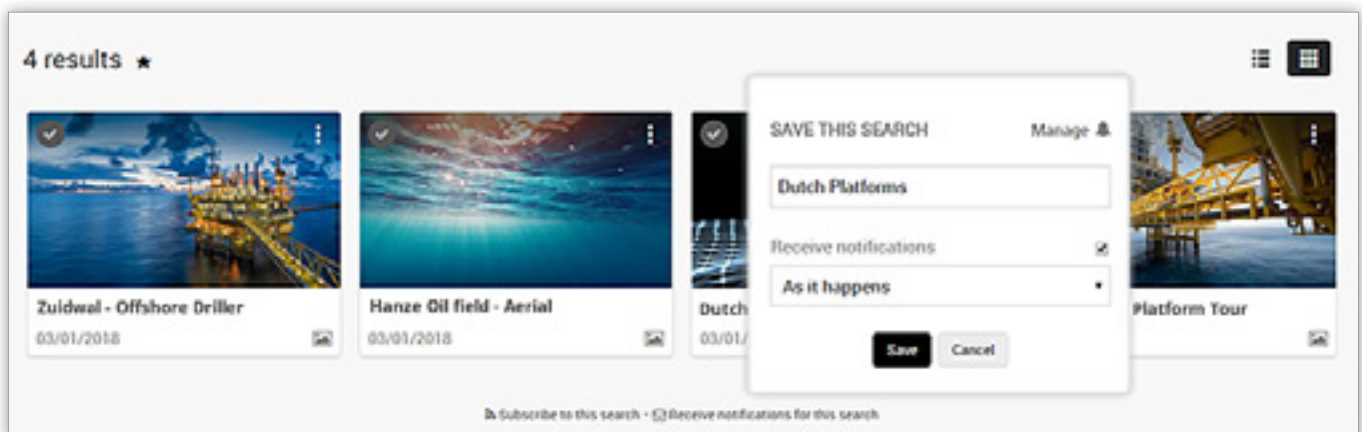 4 results
SAVE THIS SEARCH Manage
Dutch Platforms
Receive notifications
As it happens
Save Cancel
Zuidwal - Offshore Driller
03/01/2018
Hanze Oil field - Aerial
03/01/2018
Dutch
03/01/
Platform Tour
Subscribe to this search - Receive notifications for this search